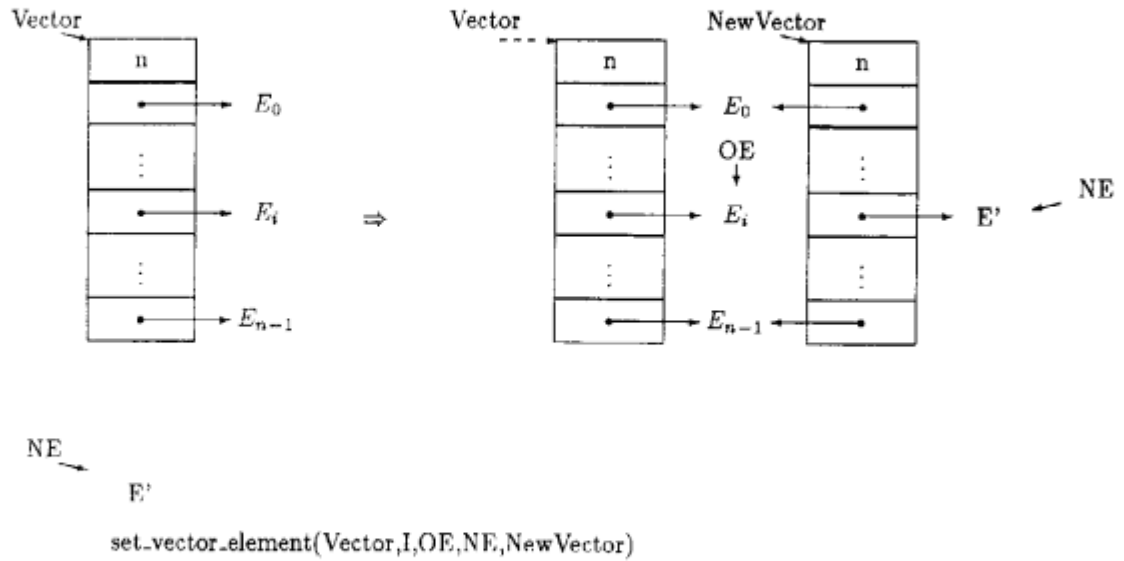 Vector Vector NewVector
n n n
E₀ E₀
OE
NE
Eᵢ ⇒ Eᵢ E'
Eₙ₋₁ Eₙ₋₁
NE
E'
set_vector_element(Vector,I,OE,NE,NewVector)